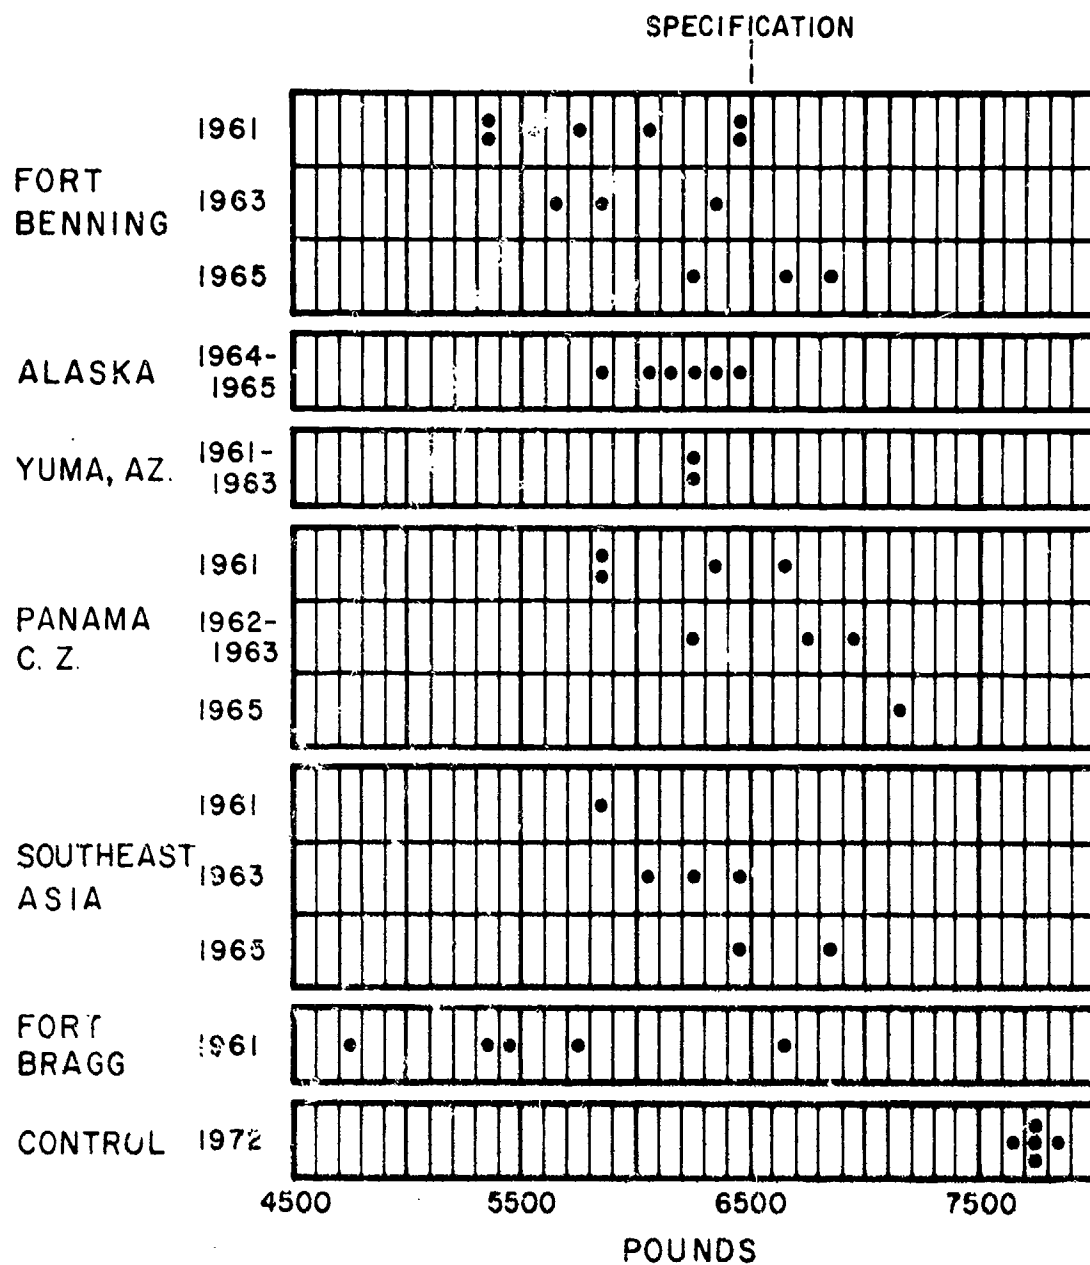 SPECIFICATION
FORT
BENNING
1961
1963
1965
ALASKA
1964-
1965
YUMA, AZ.
1961-
1963
PANAMA
C. Z.
1961
1962-
1963
1965
SOUTHEAST
ASIA
1961
1963
1965
FORT
BRAGG
1961
CONTROL
1972
4500 5500 6500 7500
POUNDS